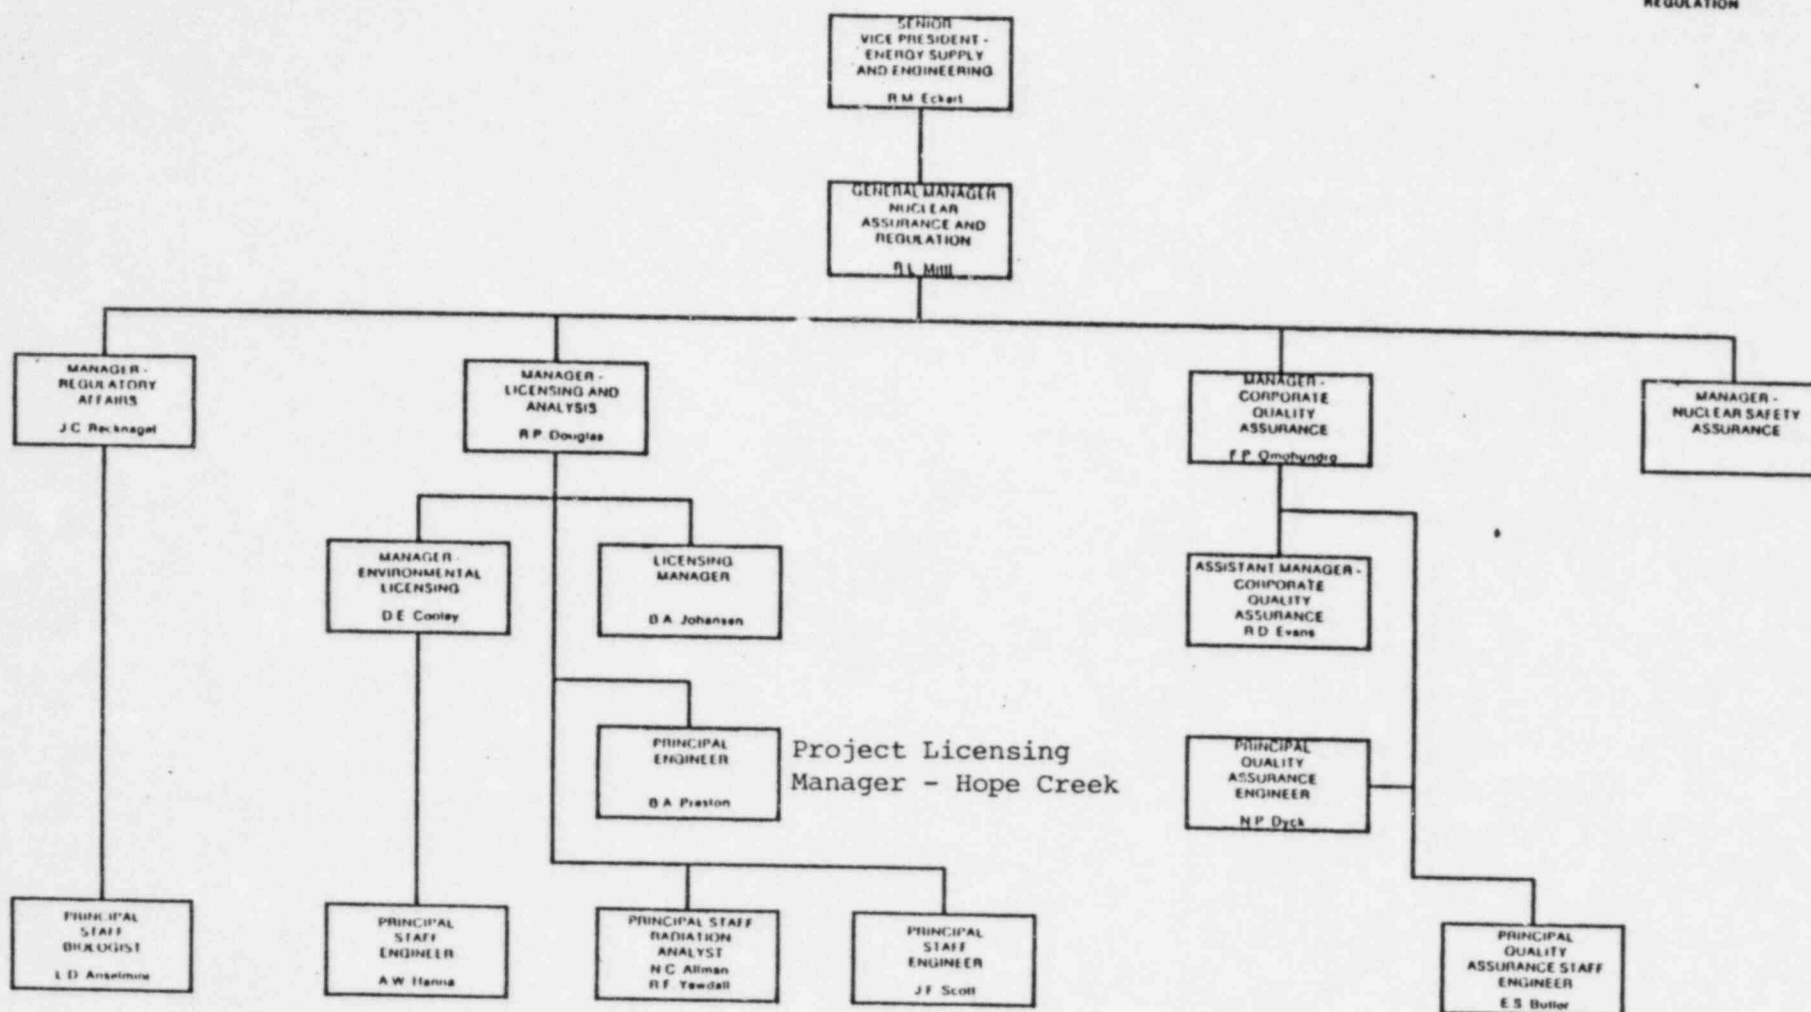 REGULATION
SENIOR
VICE PRESIDENT -
ENERGY SUPPLY
AND ENGINEERING
R.M. Eckert
GENERAL MANAGER
NUCLEAR
ASSURANCE AND
REGULATION
R.L. Mittl
MANAGER -
REGULATORY
AFFAIRS
J.C. Recknagel
MANAGER -
LICENSING AND
ANALYSIS
R.P. Douglas
MANAGER -
CORPORATE
QUALITY
ASSURANCE
F.P. Omohundro
MANAGER -
NUCLEAR SAFETY
ASSURANCE
MANAGER -
ENVIRONMENTAL
LICENSING
D.E. Cooley
LICENSING
MANAGER
B.A. Johansen
ASSISTANT MANAGER -
CORPORATE
QUALITY
ASSURANCE
R.D. Evans
PRINCIPAL
ENGINEER
B.A. Preston
Project Licensing
Manager - Hope Creek
PRINCIPAL
QUALITY
ASSURANCE
ENGINEER
N.P. Dyck
PRINCIPAL
STAFF
BIOLOGIST
L.D. Anselmini
PRINCIPAL
STAFF
ENGINEER
A.W. Hanna
PRINCIPAL STAFF
RADIATION
ANALYST
N.C. Allman
R.F. Yewdall
PRINCIPAL
STAFF
ENGINEER
J.F. Scott
PRINCIPAL
QUALITY
ASSURANCE STAFF
ENGINEER
E.S. Butler